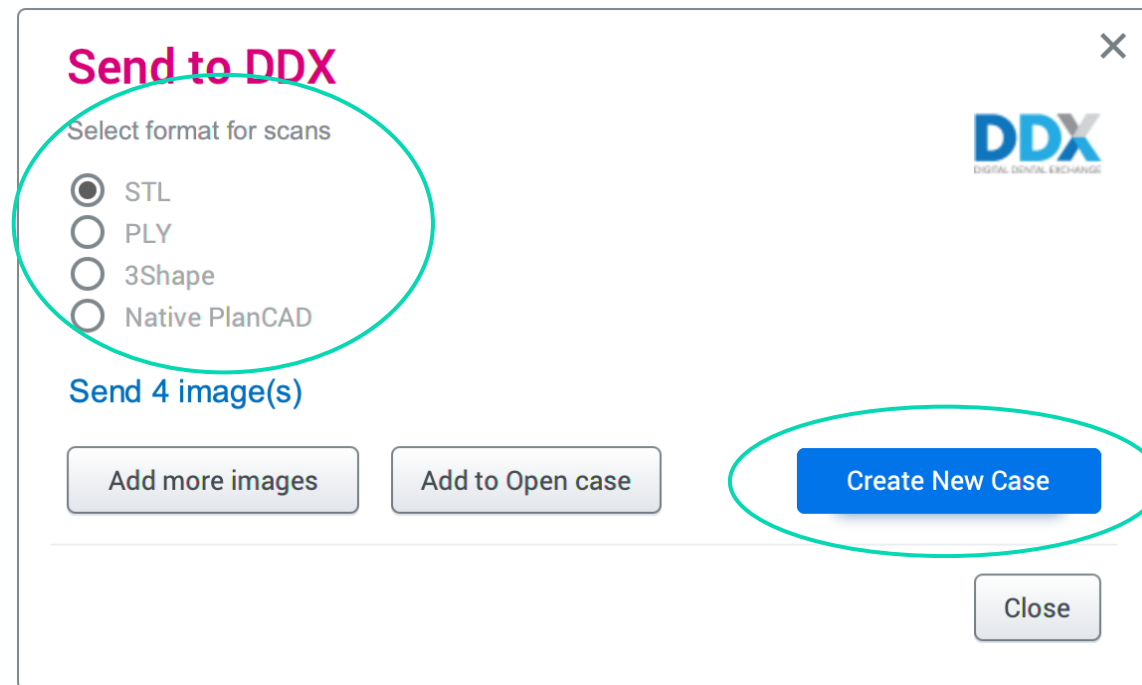 Send to DDX
Select format for scans
DDX
DIGITAL DENTAL EXCHANGE
STL
PLY
3Shape
Native PlanCAD
Send 4 image(s)
Add more images
Add to Open case
Create New Case
Close